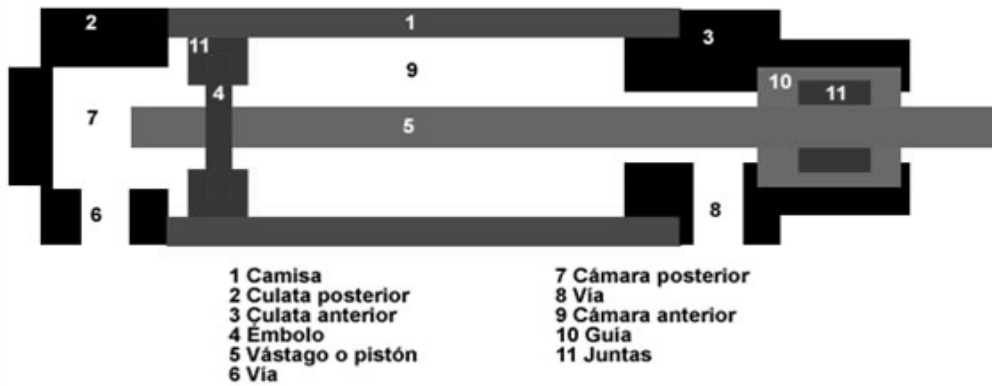 2
1
3
11
9
10
11
4
7
5
6
8
1 Camisa
2 Culata posterior
3 Culata anterior
4 Émbolo
5 Vástago o pistón
6 Vía
7 Cámara posterior
8 Vía
9 Cámara anterior
10 Guía
11 Juntas